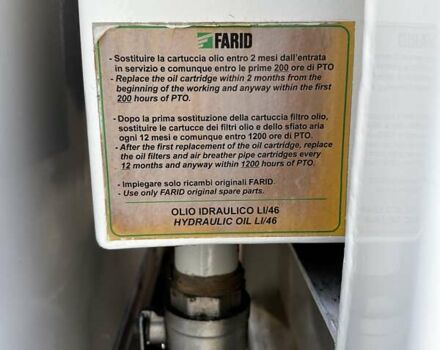 FARID
- Sostituire la cartuccia olio entro 2 mesi dall'entrata
in servizio e comunque entro le prime 200 ore di PTO
- Replace the oil cartridge within 2 months from the
beginning of the working and anyway within the first
200 hours of PTO.
- Dopo la prima sostituzione della cartuccia filtro olio,
sostituire le cartucce dei filtri olio e dello sfiato aria
ogni 12 mesi e comunque entro 1200 ore di PTO.
- After the first replacement of the oil cartridge, replace
the oil filters and air breather pipe cartridges every
12 months and anyway within 1200 hours of PTO.
- Impiegare solo ricambi originali FARID.
- Use only FARID original spare parts.
OLIO IDRAULICO LI/46
HYDRAULIC OIL LI/46